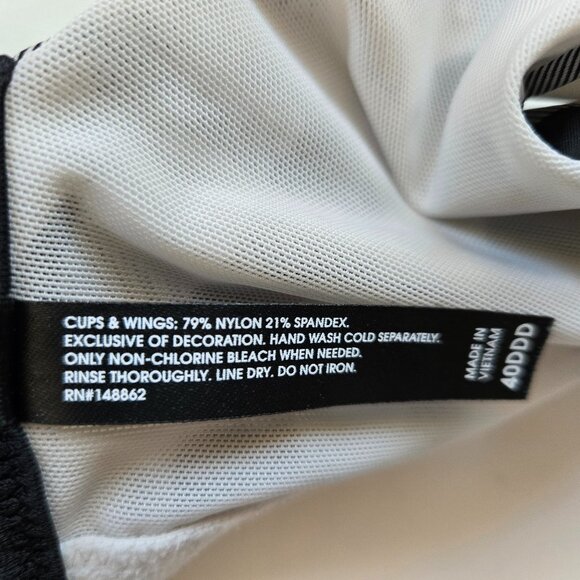 CUPS & WINGS: 79% NYLON 21% SPANDEX.
EXCLUSIVE OF DECORATION. HAND WASH COLD SEPARATELY.
ONLY NON-CHLORINE BLEACH WHEN NEEDED.
RINSE THOROUGHLY. LINE DRY. DO NOT IRON.
RN#148862
MADE IN
VIETNAM
40DDD